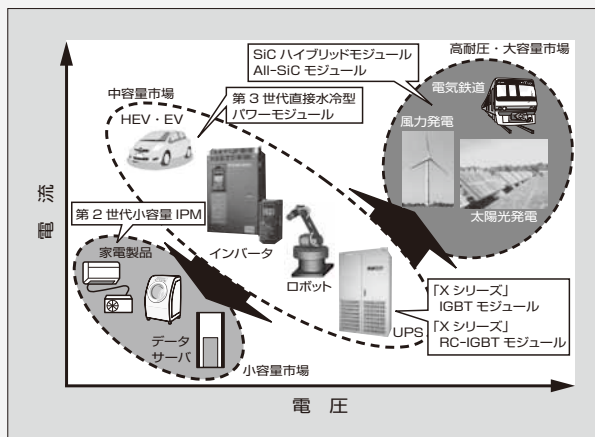 SiC ハイブリッドモジュール
All-SiC モジュール
高耐圧・大容量市場
電気鉄道
中容量市場
第 3 世代直接水冷型
パワーモジュール
HEV・EV
風力発電
太陽光発電
電 流
第 2 世代小容量 IPM
家電製品
インバータ
ロボット
「X シリーズ」
IGBT モジュール
「X シリーズ」
RC-IGBT モジュール
UPS
データ
サーバ
小容量市場
電 圧